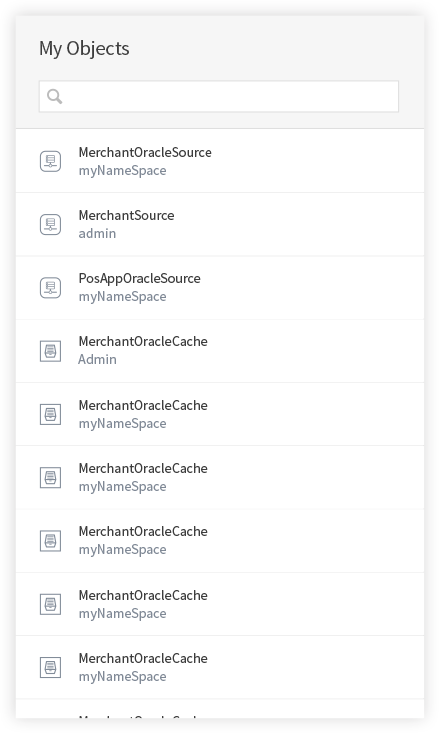 My Objects
MerchantOracleSource
myNameSpace
MerchantSource
admin
PosAppOracleSource
myNameSpace
MerchantOracleCache
Admin
MerchantOracleCache
myNameSpace
MerchantOracleCache
myNameSpace
MerchantOracleCache
myNameSpace
MerchantOracleCache
myNameSpace
MerchantOracleCache
myNameSpace